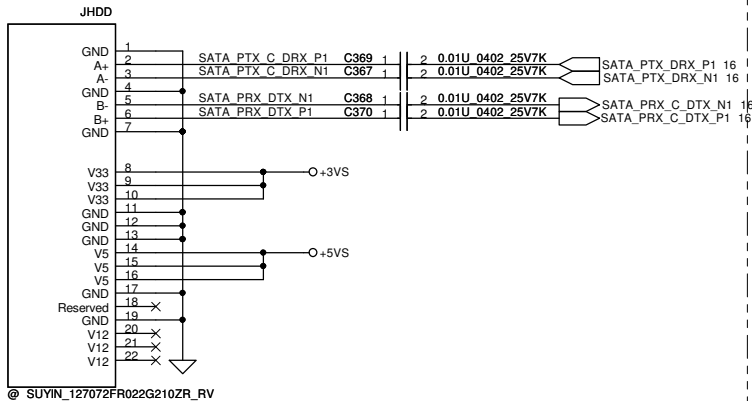 JHDD
GND 1
A+ 2 SATA_PTX_C_DRX_P1 C369 1 2 0.01U_0402_25V7K SATA_PTX_DRX_P1 16
A- 3 SATA_PTX_C_DRX_N1 C367 1 2 0.01U_0402_25V7K SATA_PTX_DRX_N1 16
GND 4
B- 5 SATA_PRX_DTX_N1 C368 1 2 0.01U_0402_25V7K SATA_PRX_C_DTX_N1 16
B+ 6 SATA_PRX_DTX_P1 C370 1 2 0.01U_0402_25V7K SATA_PRX_C_DTX_P1 16
GND 7
V33 8 +3VS
V33 9
V33 10
GND 11
GND 12
GND 13
V5 14 +5VS
V5 15
V5 16
GND 17
Reserved 18
GND 19
V12 20
V12 21
V12 22
@ SUYIN_127072FR022G210ZR_RV